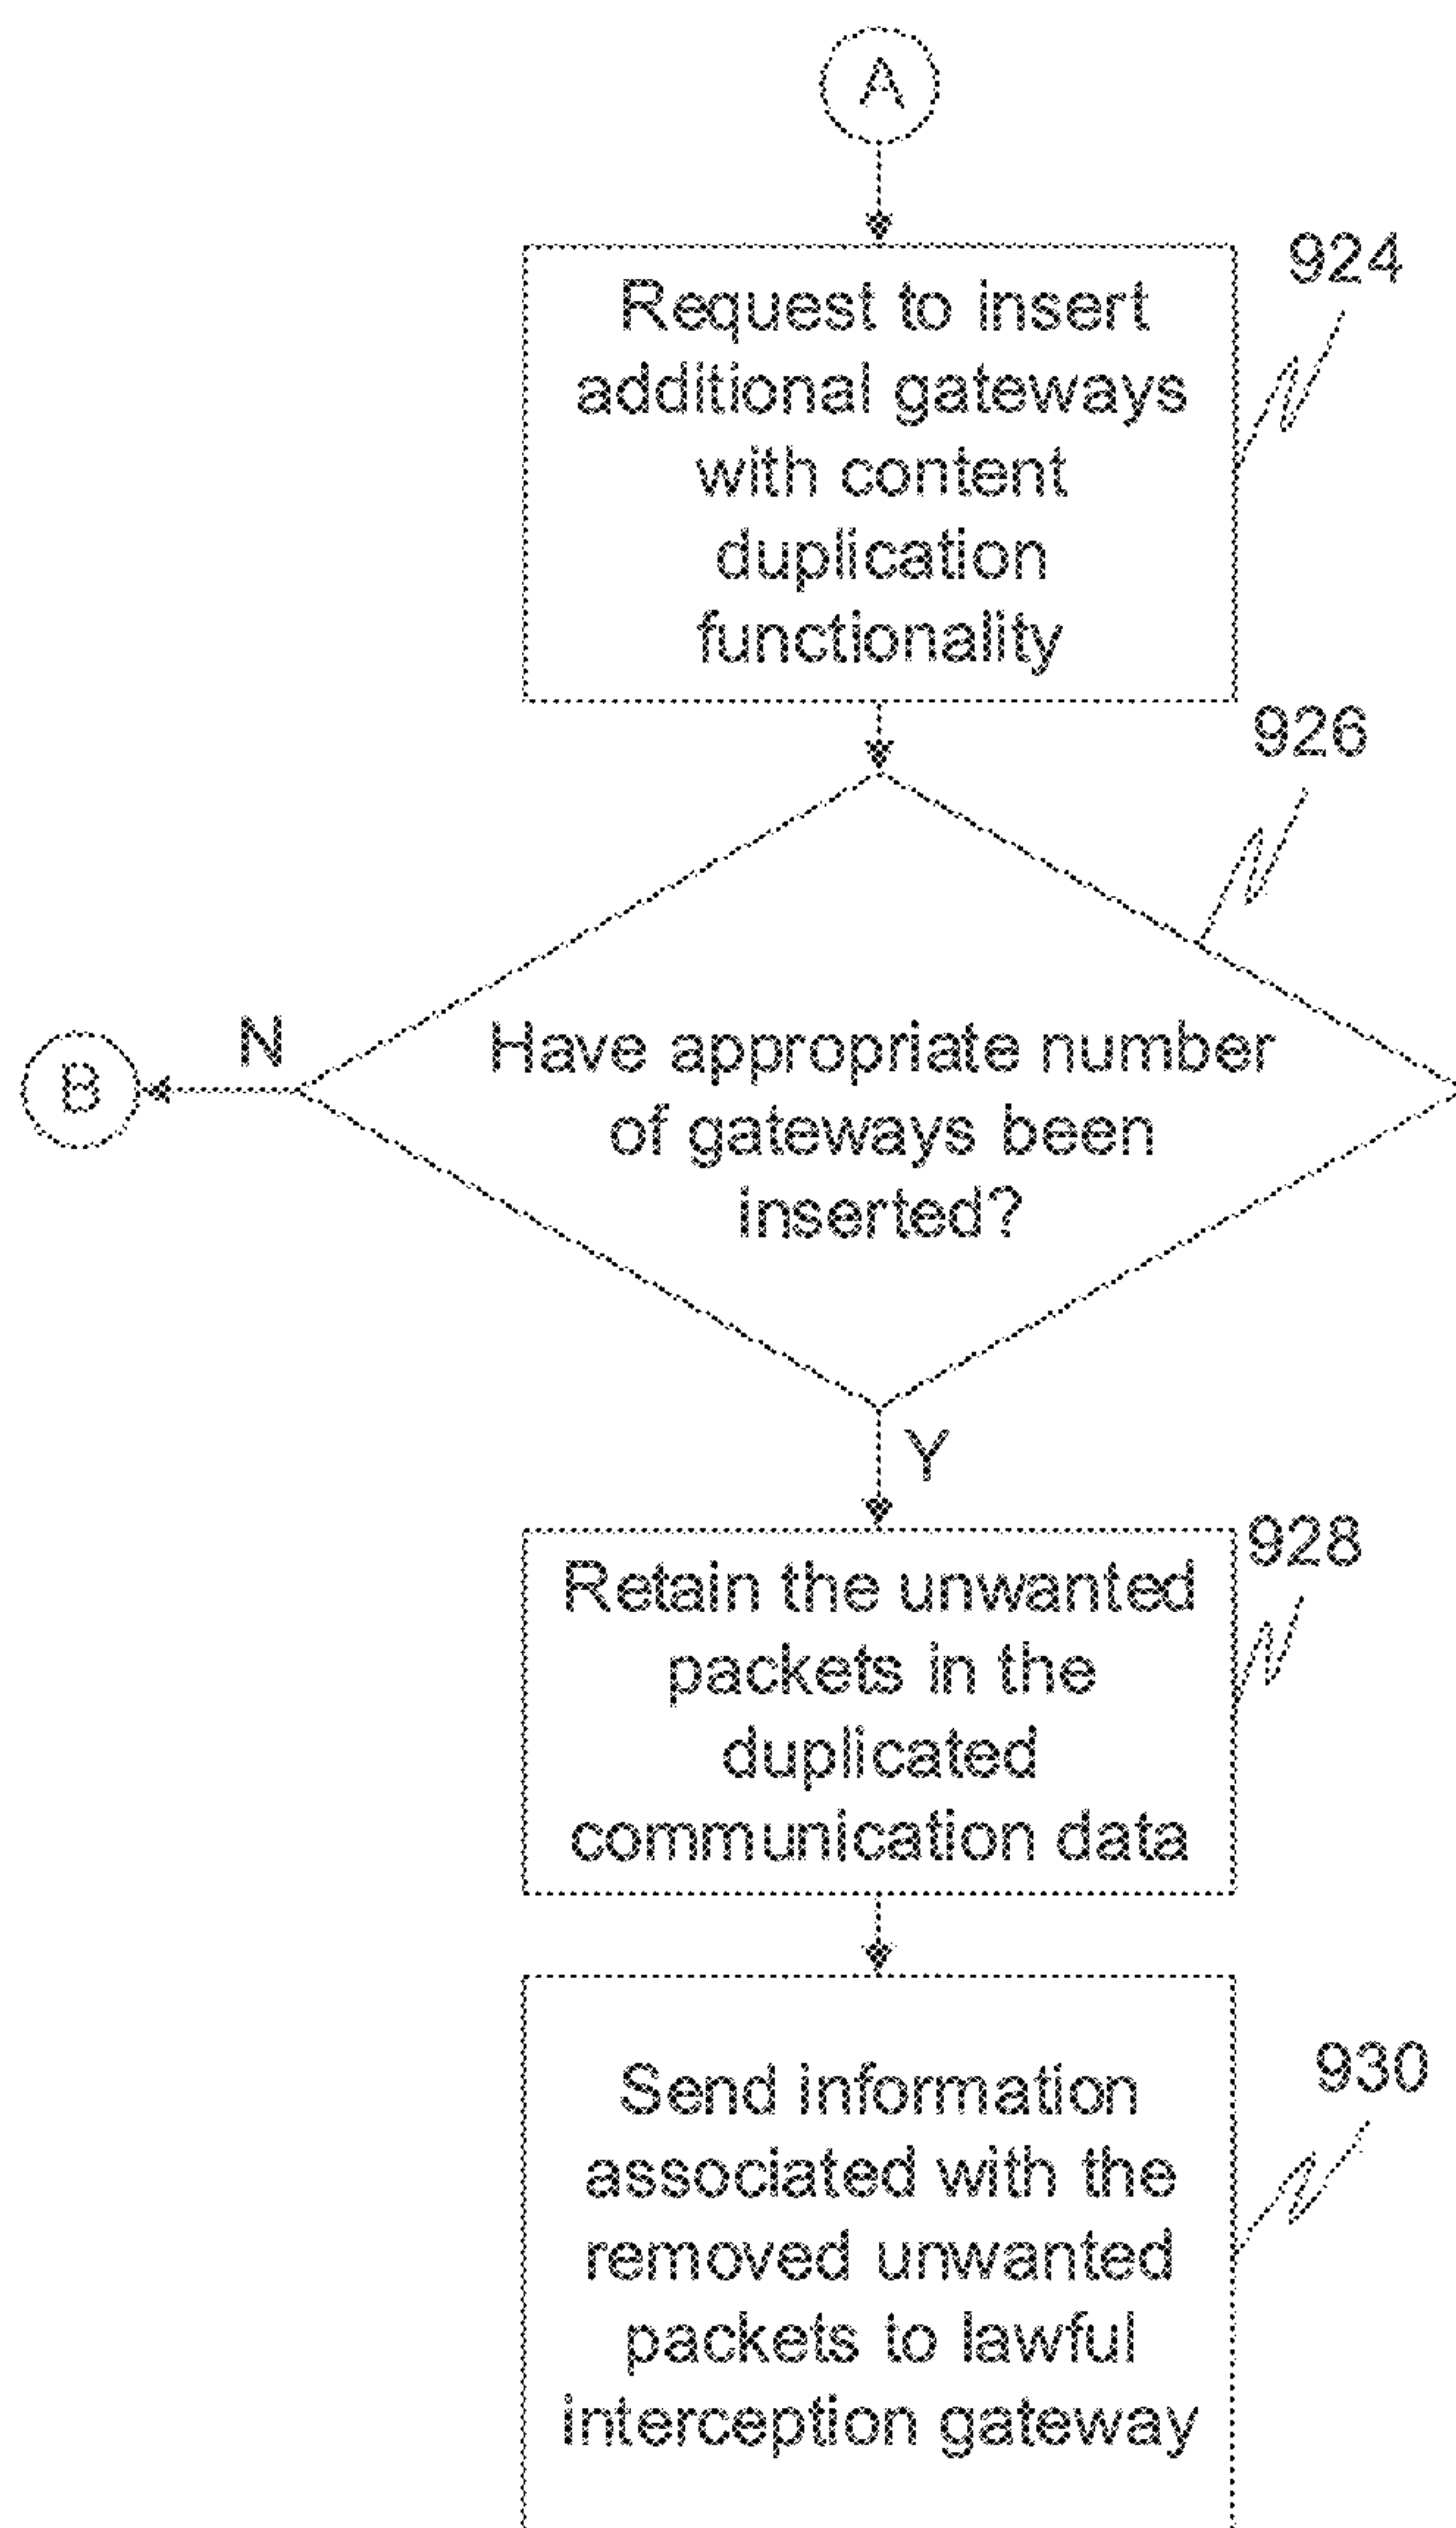 A
924
Request to insert
additional gateways
with content
duplication
functionality
926
N
B
Have appropriate number
of gateways been
inserted?
Y
928
Retain the unwanted
packets in the
duplicated
communication data
930
Send information
associated with the
removed unwanted
packets to lawful
interception gateway